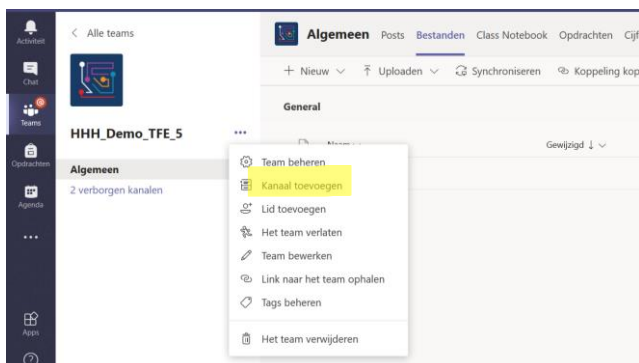 Activiteit
Chat
Teams
Opdrachten
Agenda
Apps
< Alle teams
HHH_Demo_TFE_5
Algemeen
2 verborgen kanalen
Algemeen Posts Bestanden Class Notebook Opdrachten Cijf
+ Nieuw Uploaden Synchroniseren Koppeling kop
General
Gewijzigd ↓
Team beheren
Kanaal toevoegen
Lid toevoegen
Het team verlaten
Team bewerken
Link naar het team ophalen
Tags beheren
Het team verwijderen